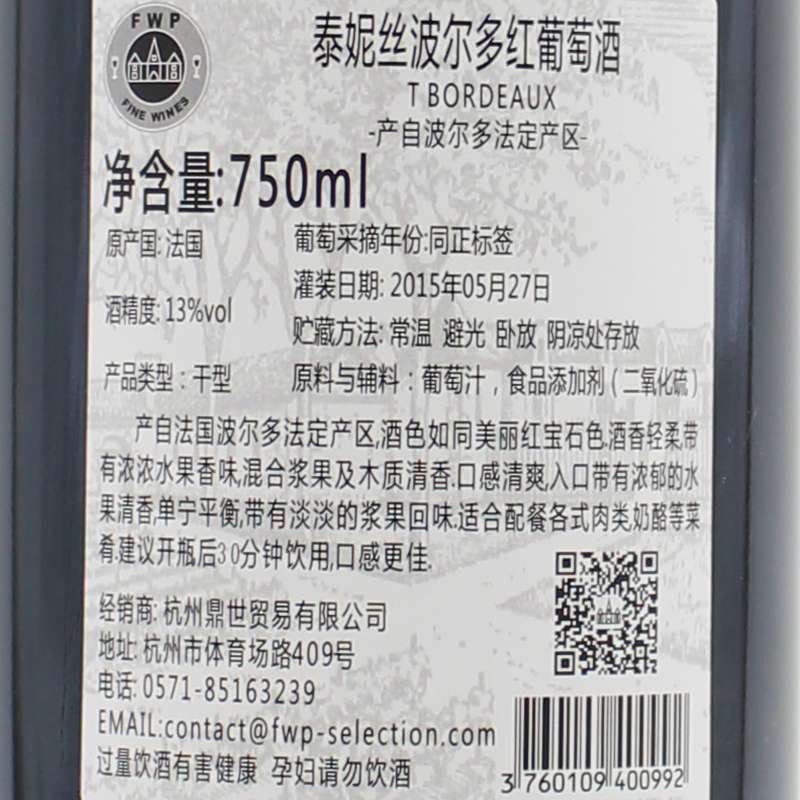 FWP
FINE WINES
泰妮丝波尔多红葡萄酒
T BORDEAUX
-产自波尔多法定产区-
净含量:750ml
原产国: 法国
葡萄采摘年份:同正标签
灌装日期: 2015年05月27日
酒精度: 13%vol
贮藏方法: 常温 避光 卧放 阴凉处存放
产品类型：干型
原料与辅料：葡萄汁，食品添加剂（二氧化硫）
产自法国波尔多法定产区,酒色如同美丽红宝石色.酒香轻柔,带
有浓浓水果香味,混合浆果及木质清香.口感清爽,入口带有浓郁的水
果清香,单宁平衡,带有淡淡的浆果回味.适合配餐各式肉类,奶酪等菜
肴.建议开瓶后30分钟饮用,口感更佳.
经销商: 杭州鼎世贸易有限公司
地址: 杭州市体育场路409号
电话: 0571-85163239
EMAIL:contact@fwp-selection.com
过量饮酒有害健康 孕妇请勿饮酒
3 760109 400992